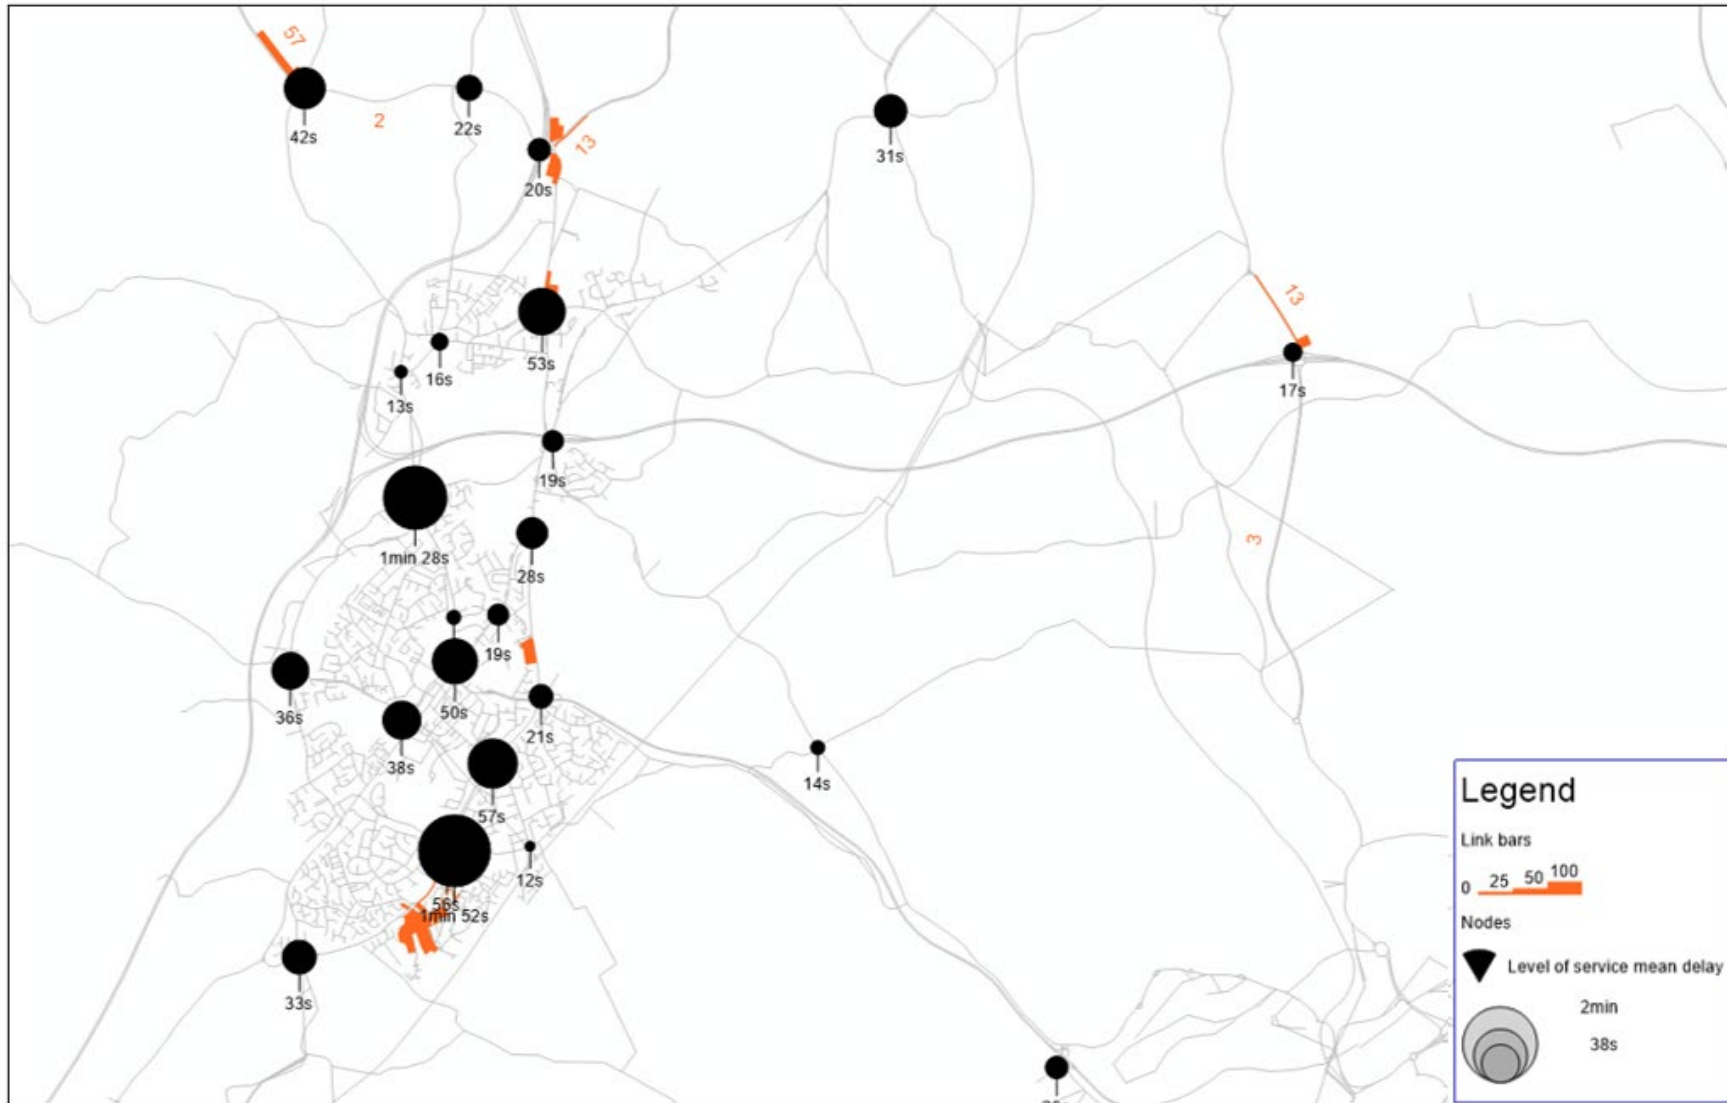 57
42s
2
22s
13
20s
31s
53s
16s
13s
13
17s
19s
1min 28s
28s
3
19s
36s
50s
21s
38s
14s
57s
12s
56s
1min 52s
33s
Legend
Link bars
0 25 50 100
Nodes
Level of service mean delay
2min
38s